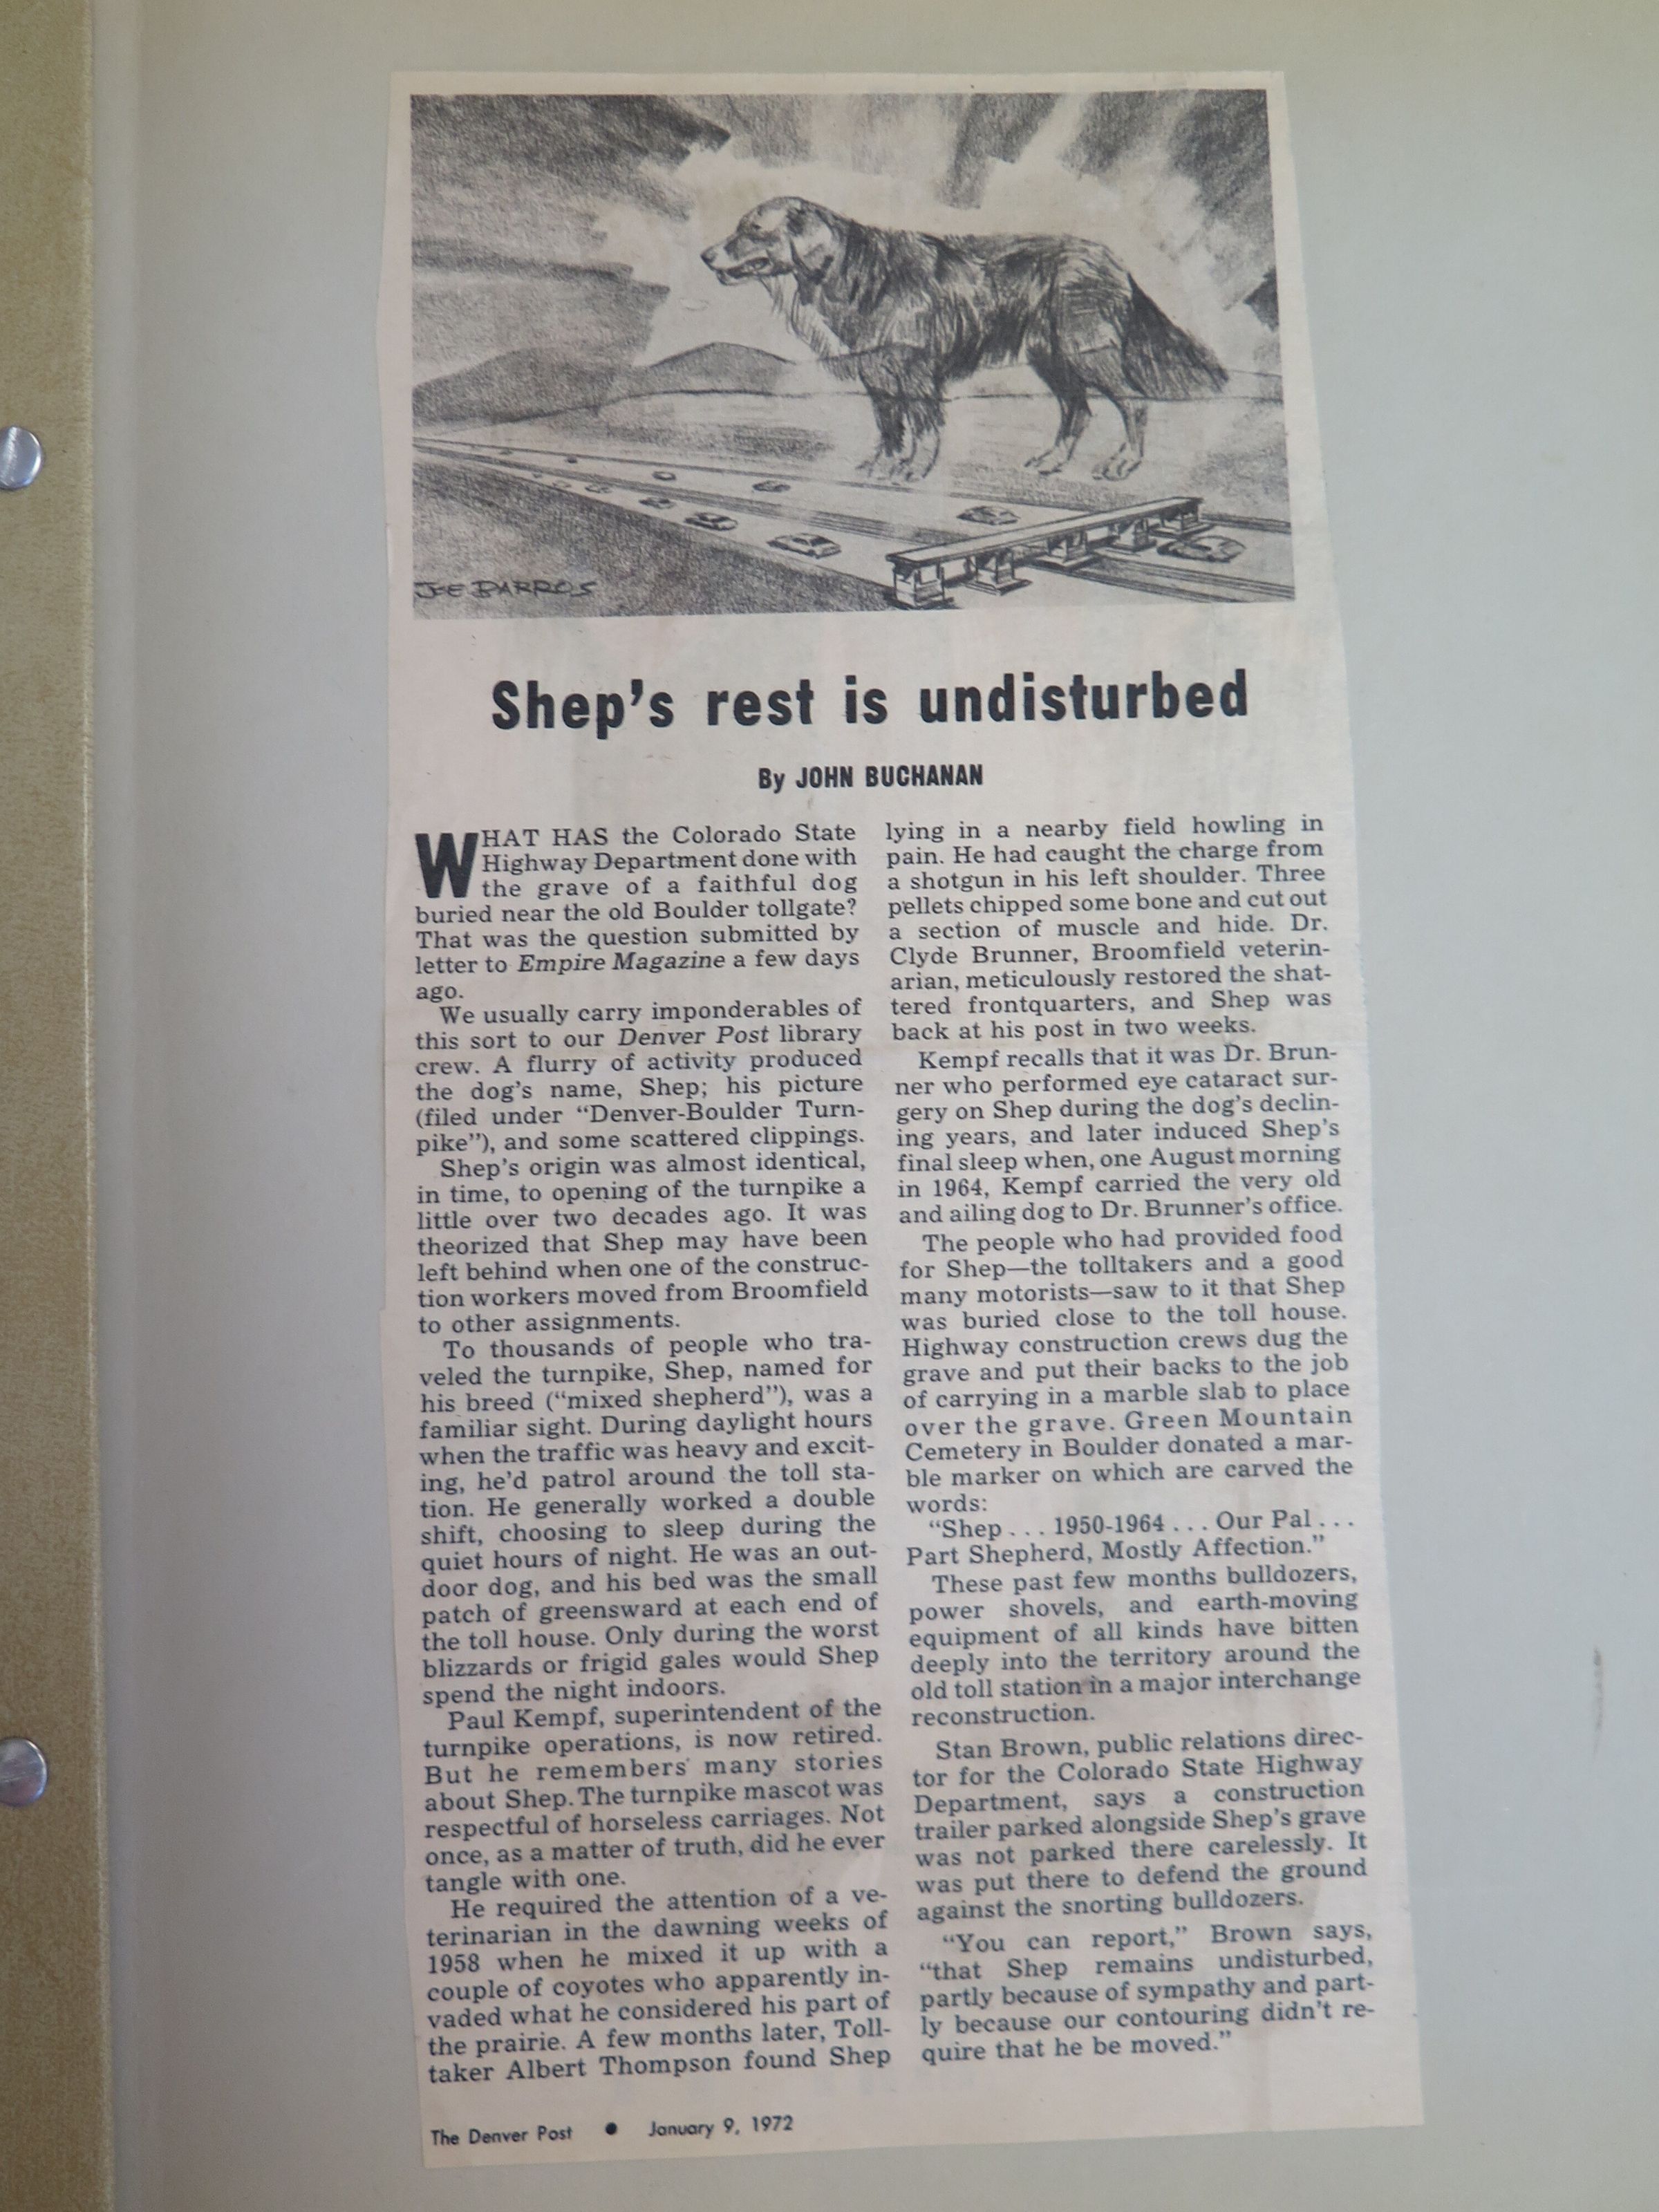 JOE BARROS
Shep's rest is undisturbed
By JOHN BUCHANAN
WHAT HAS the Colorado State
Highway Department done with
the grave of a faithful dog
buried near the old Boulder tollgate?
That was the question submitted by
letter to Empire Magazine a few days
ago.
We usually carry imponderables of
this sort to our Denver Post library
crew. A flurry of activity produced
the dog's name, Shep; his picture
(filed under "Denver-Boulder Turn-
pike"), and some scattered clippings.
Shep's origin was almost identical,
in time, to opening of the turnpike a
little over two decades ago. It was
theorized that Shep may have been
left behind when one of the construc-
tion workers moved from Broomfield
to other assignments.
To thousands of people who tra-
veled the turnpike, Shep, named for
his breed ("mixed shepherd"), was a
familiar sight. During daylight hours
when the traffic was heavy and excit-
ing, he'd patrol around the toll sta-
tion. He generally worked a double
shift, choosing to sleep during the
quiet hours of night. He was an out-
door dog, and his bed was the small
patch of greensward at each end of
the toll house. Only during the worst
blizzards or frigid gales would Shep
spend the night indoors.
Paul Kempf, superintendent of the
turnpike operations, is now retired.
But he remembers many stories
about Shep. The turnpike mascot was
respectful of horseless carriages. Not
once, as a matter of truth, did he ever
tangle with one.
He required the attention of a ve-
terinarian in the dawning weeks of
1958 when he mixed it up with a
couple of coyotes who apparently in-
vaded what he considered his part of
the prairie. A few months later, Toll-
taker Albert Thompson found Shep
lying in a nearby field howling in
pain. He had caught the charge from
a shotgun in his left shoulder. Three
pellets chipped some bone and cut out
a section of muscle and hide. Dr.
Clyde Brunner, Broomfield veterin-
arian, meticulously restored the shat-
tered frontquarters, and Shep was
back at his post in two weeks.
Kempf recalls that it was Dr. Brun-
ner who performed eye cataract sur-
gery on Shep during the dog's declin-
ing years, and later induced Shep's
final sleep when, one August morning
in 1964, Kempf carried the very old
and ailing dog to Dr. Brunner's office.
The people who had provided food
for Shep—the tolltakers and a good
many motorists—saw to it that Shep
was buried close to the toll house.
Highway construction crews dug the
grave and put their backs to the job
of carrying in a marble slab to place
over the grave. Green Mountain
Cemetery in Boulder donated a mar-
ble marker on which are carved the
words:
"Shep . . . 1950-1964 . . . Our Pal . . .
Part Shepherd, Mostly Affection."
These past few months bulldozers,
power shovels, and earth-moving
equipment of all kinds have bitten
deeply into the territory around the
old toll station in a major interchange
reconstruction.
Stan Brown, public relations direc-
tor for the Colorado State Highway
Department, says a construction
trailer parked alongside Shep's grave
was not parked there carelessly. It
was put there to defend the ground
against the snorting bulldozers.
"You can report," Brown says,
"that Shep remains undisturbed,
partly because of sympathy and part-
ly because our contouring didn't re-
quire that he be moved."
The Denver Post • January 9, 1972